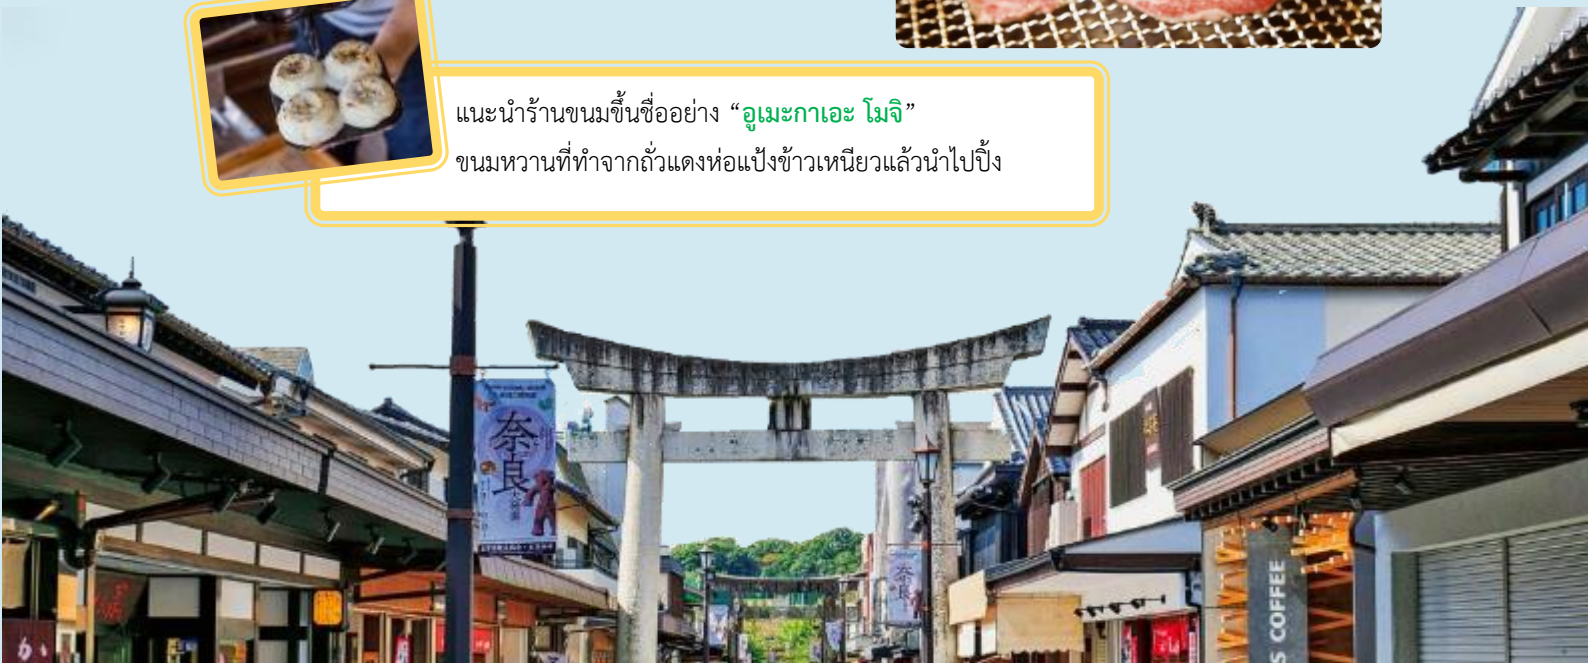 แนะนำร้านขนมขึ้นชื่ออย่าง “อูเมะกาเอะ โมจิ”
ขนมหวานที่ทำจากถั่วแดงห่อแป้งข้าวเหนียวแล้วนำไปปิ้ง
奈良
奈良
S COFFEE
か